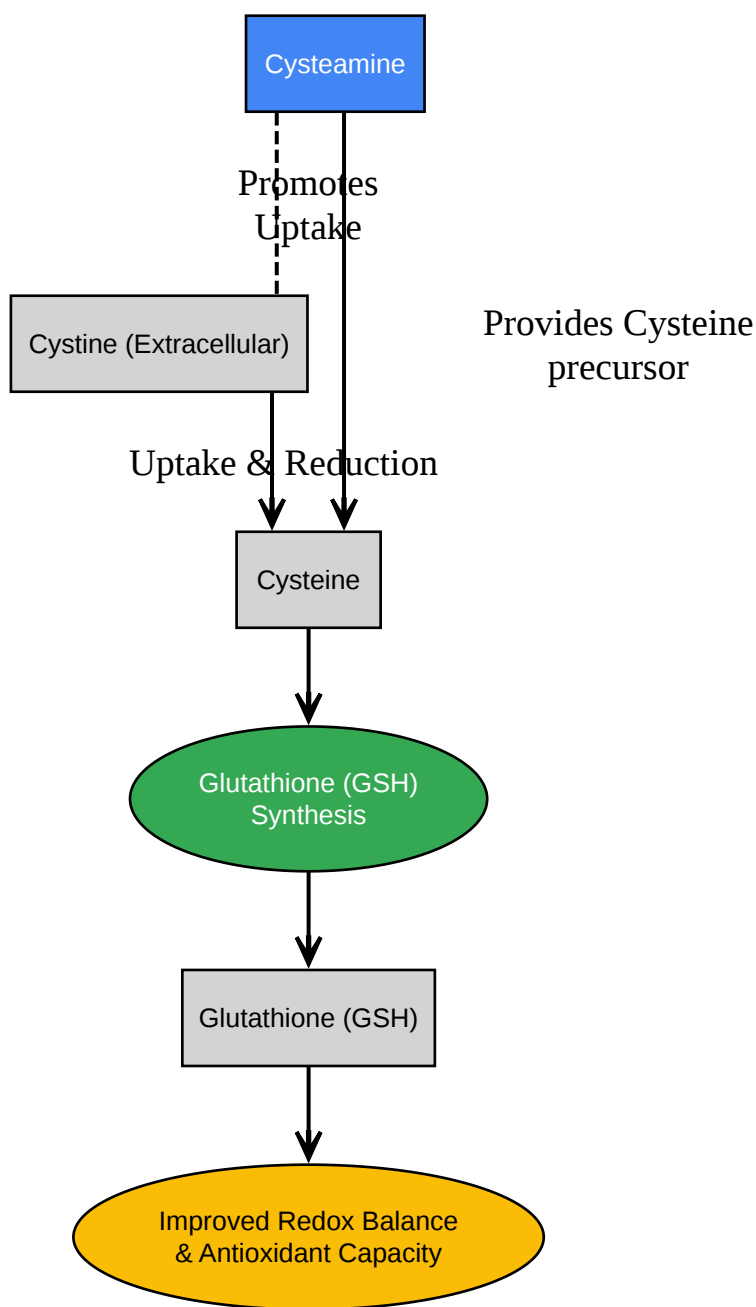 Cysteamine
Promotes
Uptake
Cystine (Extracellular)
Provides Cysteine
precursor
Uptake & Reduction
Cysteine
Glutathione (GSH)
Synthesis
Glutathione (GSH)
Improved Redox Balance
& Antioxidant Capacity